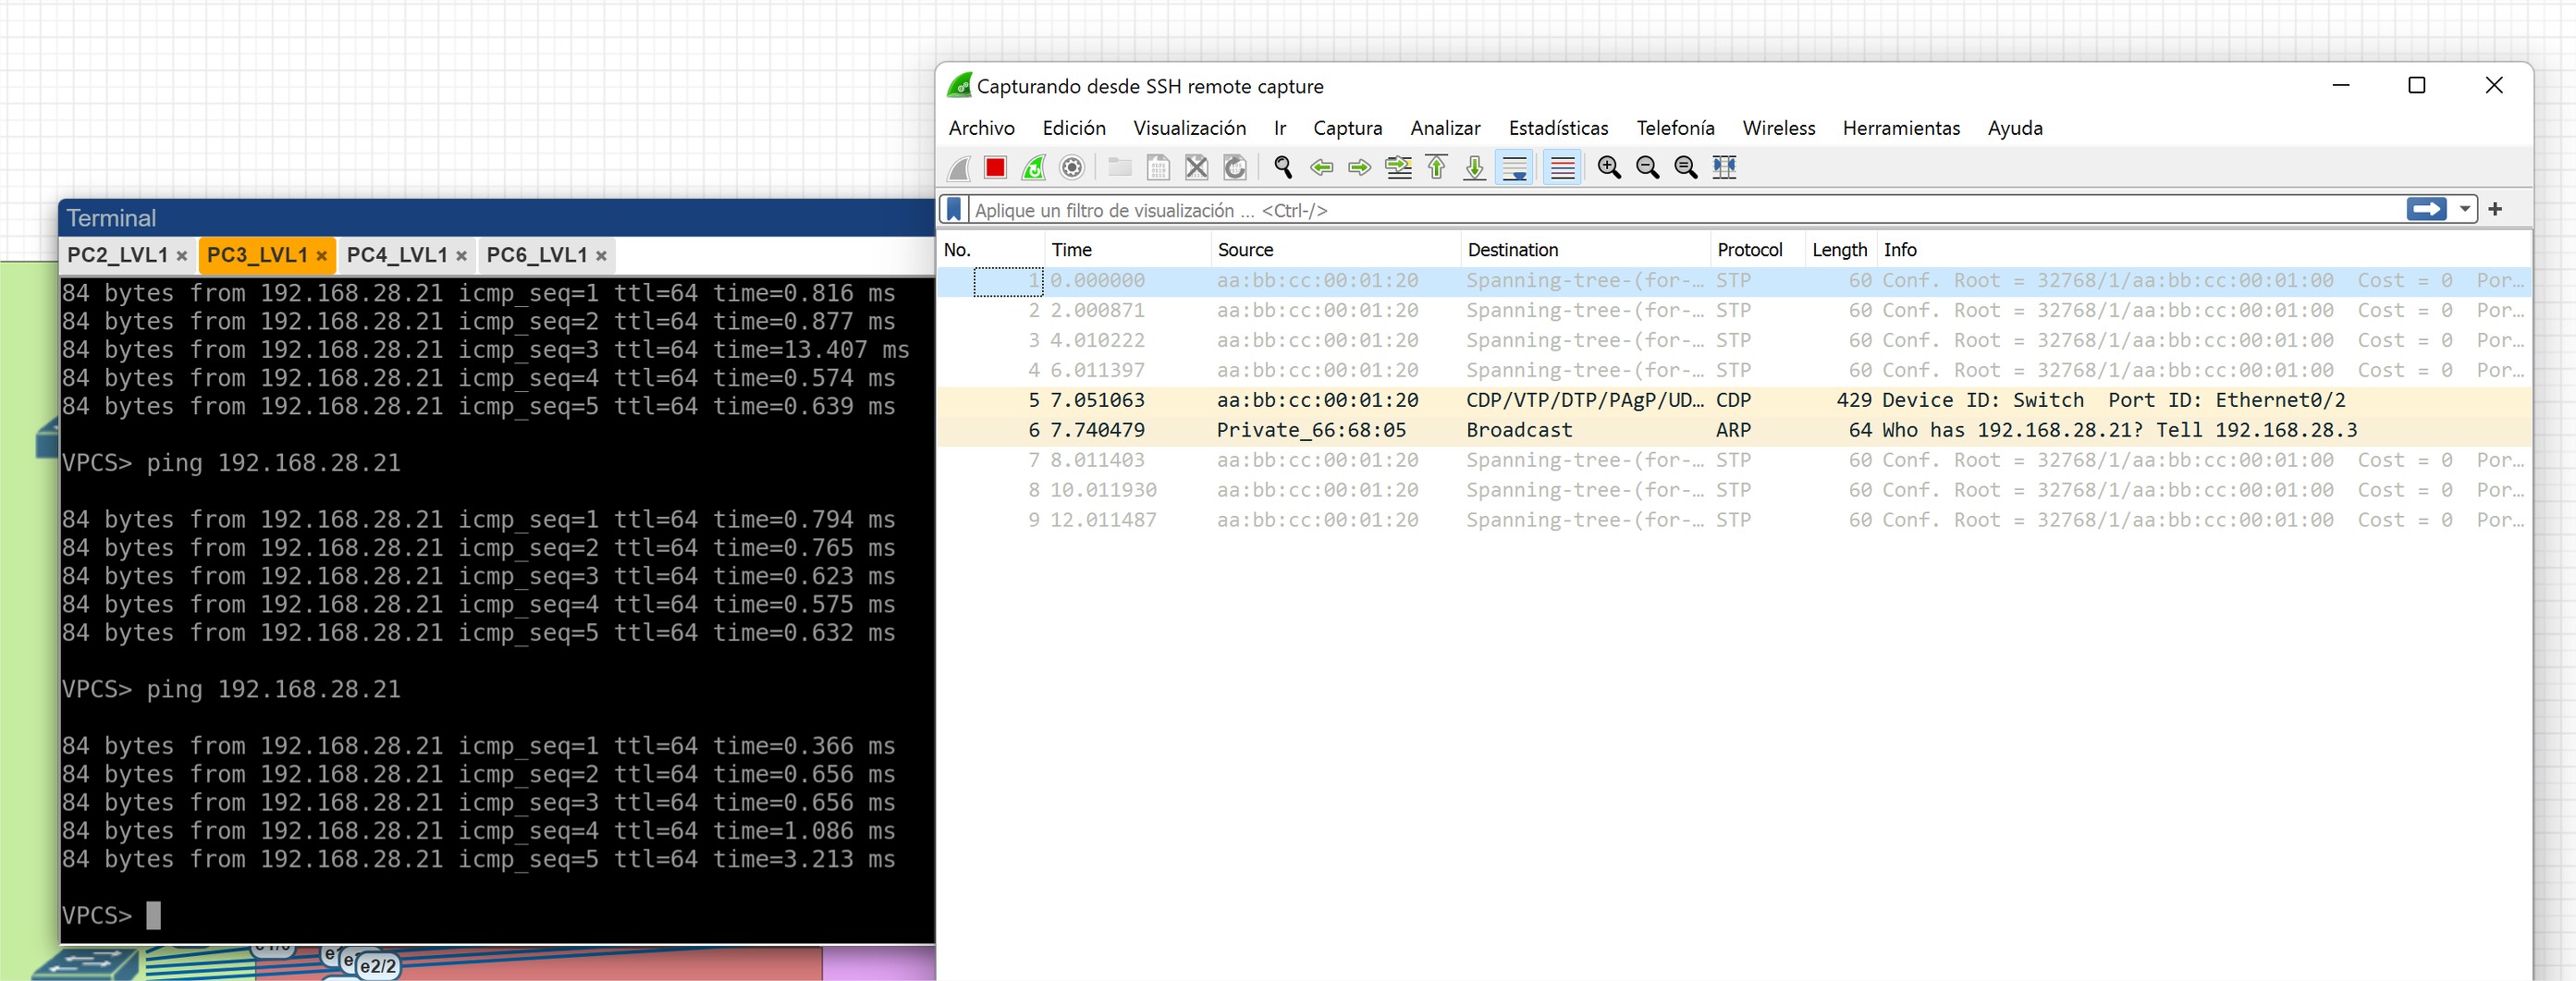 Capturando desde SSH remote capture
Archivo Edición Visualización Ir Captura Analizar Estadísticas Telefonía Wireless Herramientas Ayuda
Aplique un filtro de visualización … <Ctrl-/>
No. Time Source Destination Protocol Length Info
1 0.000000 aa:bb:cc:00:01:20 Spanning-tree-(for-… STP 60 Conf. Root = 32768/1/aa:bb:cc:00:01:00 Cost = 0 Por…
2 2.000871 aa:bb:cc:00:01:20 Spanning-tree-(for-… STP 60 Conf. Root = 32768/1/aa:bb:cc:00:01:00 Cost = 0 Por…
3 4.010222 aa:bb:cc:00:01:20 Spanning-tree-(for-… STP 60 Conf. Root = 32768/1/aa:bb:cc:00:01:00 Cost = 0 Por…
4 6.011397 aa:bb:cc:00:01:20 Spanning-tree-(for-… STP 60 Conf. Root = 32768/1/aa:bb:cc:00:01:00 Cost = 0 Por…
5 7.051063 aa:bb:cc:00:01:20 CDP/VTP/DTP/PAgP/UD… CDP 429 Device ID: Switch Port ID: Ethernet0/2
6 7.740479 Private_66:68:05 Broadcast ARP 64 Who has 192.168.28.21? Tell 192.168.28.3
7 8.011403 aa:bb:cc:00:01:20 Spanning-tree-(for-… STP 60 Conf. Root = 32768/1/aa:bb:cc:00:01:00 Cost = 0 Por…
8 10.011930 aa:bb:cc:00:01:20 Spanning-tree-(for-… STP 60 Conf. Root = 32768/1/aa:bb:cc:00:01:00 Cost = 0 Por…
9 12.011487 aa:bb:cc:00:01:20 Spanning-tree-(for-… STP 60 Conf. Root = 32768/1/aa:bb:cc:00:01:00 Cost = 0 Por…
Terminal
PC2_LVL1 × PC3_LVL1 × PC4_LVL1 × PC6_LVL1 ×
84 bytes from 192.168.28.21 icmp_seq=1 ttl=64 time=0.816 ms
84 bytes from 192.168.28.21 icmp_seq=2 ttl=64 time=0.877 ms
84 bytes from 192.168.28.21 icmp_seq=3 ttl=64 time=13.407 ms
84 bytes from 192.168.28.21 icmp_seq=4 ttl=64 time=0.574 ms
84 bytes from 192.168.28.21 icmp_seq=5 ttl=64 time=0.639 ms
VPCS> ping 192.168.28.21
84 bytes from 192.168.28.21 icmp_seq=1 ttl=64 time=0.794 ms
84 bytes from 192.168.28.21 icmp_seq=2 ttl=64 time=0.765 ms
84 bytes from 192.168.28.21 icmp_seq=3 ttl=64 time=0.623 ms
84 bytes from 192.168.28.21 icmp_seq=4 ttl=64 time=0.575 ms
84 bytes from 192.168.28.21 icmp_seq=5 ttl=64 time=0.632 ms
VPCS> ping 192.168.28.21
84 bytes from 192.168.28.21 icmp_seq=1 ttl=64 time=0.366 ms
84 bytes from 192.168.28.21 icmp_seq=2 ttl=64 time=0.656 ms
84 bytes from 192.168.28.21 icmp_seq=3 ttl=64 time=0.656 ms
84 bytes from 192.168.28.21 icmp_seq=4 ttl=64 time=1.086 ms
84 bytes from 192.168.28.21 icmp_seq=5 ttl=64 time=3.213 ms
VPCS>
e2/2